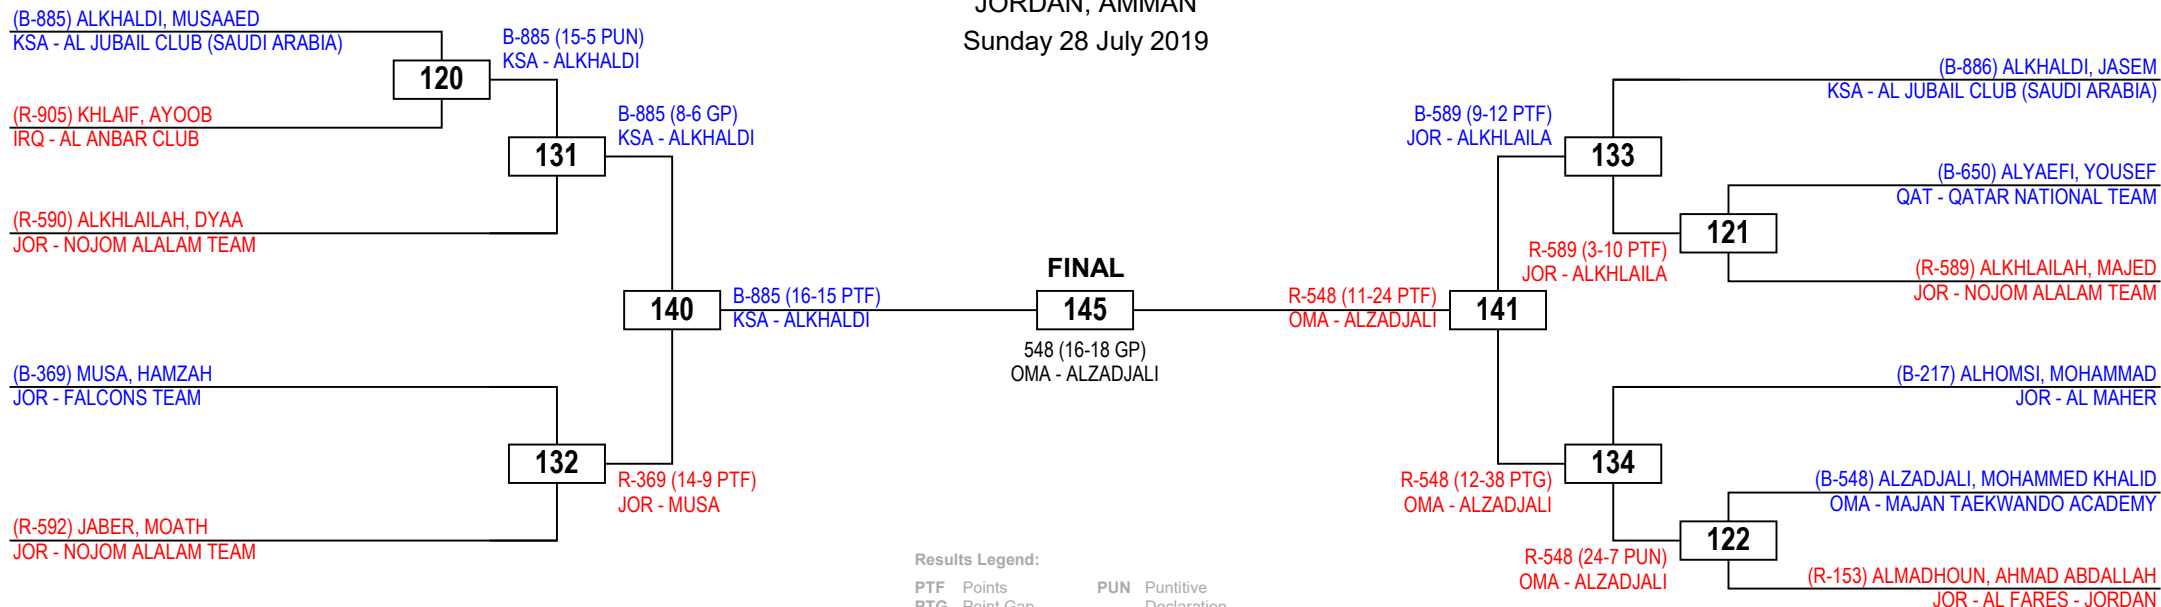 JORDAN, AMMAN
Sunday 28 July 2019
(B-885) ALKHALDI, MUSAAED
KSA - AL JUBAIL CLUB (SAUDI ARABIA)
120
(R-905) KHLAIF, AYOOB
IRQ - AL ANBAR CLUB
B-885 (15-5 PUN)
KSA - ALKHALDI
131
(R-590) ALKHLAILAH, DYAA
JOR - NOJOM ALALAM TEAM
B-885 (8-6 GP)
KSA - ALKHALDI
140
(B-369) MUSA, HAMZAH
JOR - FALCONS TEAM
132
(R-592) JABER, MOATH
JOR - NOJOM ALALAM TEAM
R-369 (14-9 PTF)
JOR - MUSA
B-885 (16-15 PTF)
KSA - ALKHALDI
FINAL
145
548 (16-18 GP)
OMA - ALZADJALI
R-548 (11-24 PTF)
OMA - ALZADJALI
141
B-589 (9-12 PTF)
JOR - ALKHLAILA
133
(B-886) ALKHALDI, JASEM
KSA - AL JUBAIL CLUB (SAUDI ARABIA)
(B-650) ALYAEFI, YOUSEF
QAT - QATAR NATIONAL TEAM
121
R-589 (3-10 PTF)
JOR - ALKHLAILA
(R-589) ALKHLAILAH, MAJED
JOR - NOJOM ALALAM TEAM
(B-217) ALHOMSI, MOHAMMAD
JOR - AL MAHER
134
R-548 (12-38 PTG)
OMA - ALZADJALI
(B-548) ALZADJALI, MOHAMMED KHALID
OMA - MAJAN TAEKWANDO ACADEMY
122
R-548 (24-7 PUN)
OMA - ALZADJALI
(R-153) ALMADHOUN, AHMAD ABDALLAH
JOR - AL FARES - JORDAN
Results Legend:
PTF Points PUN Puntitive
PTG Point Gap Declaration